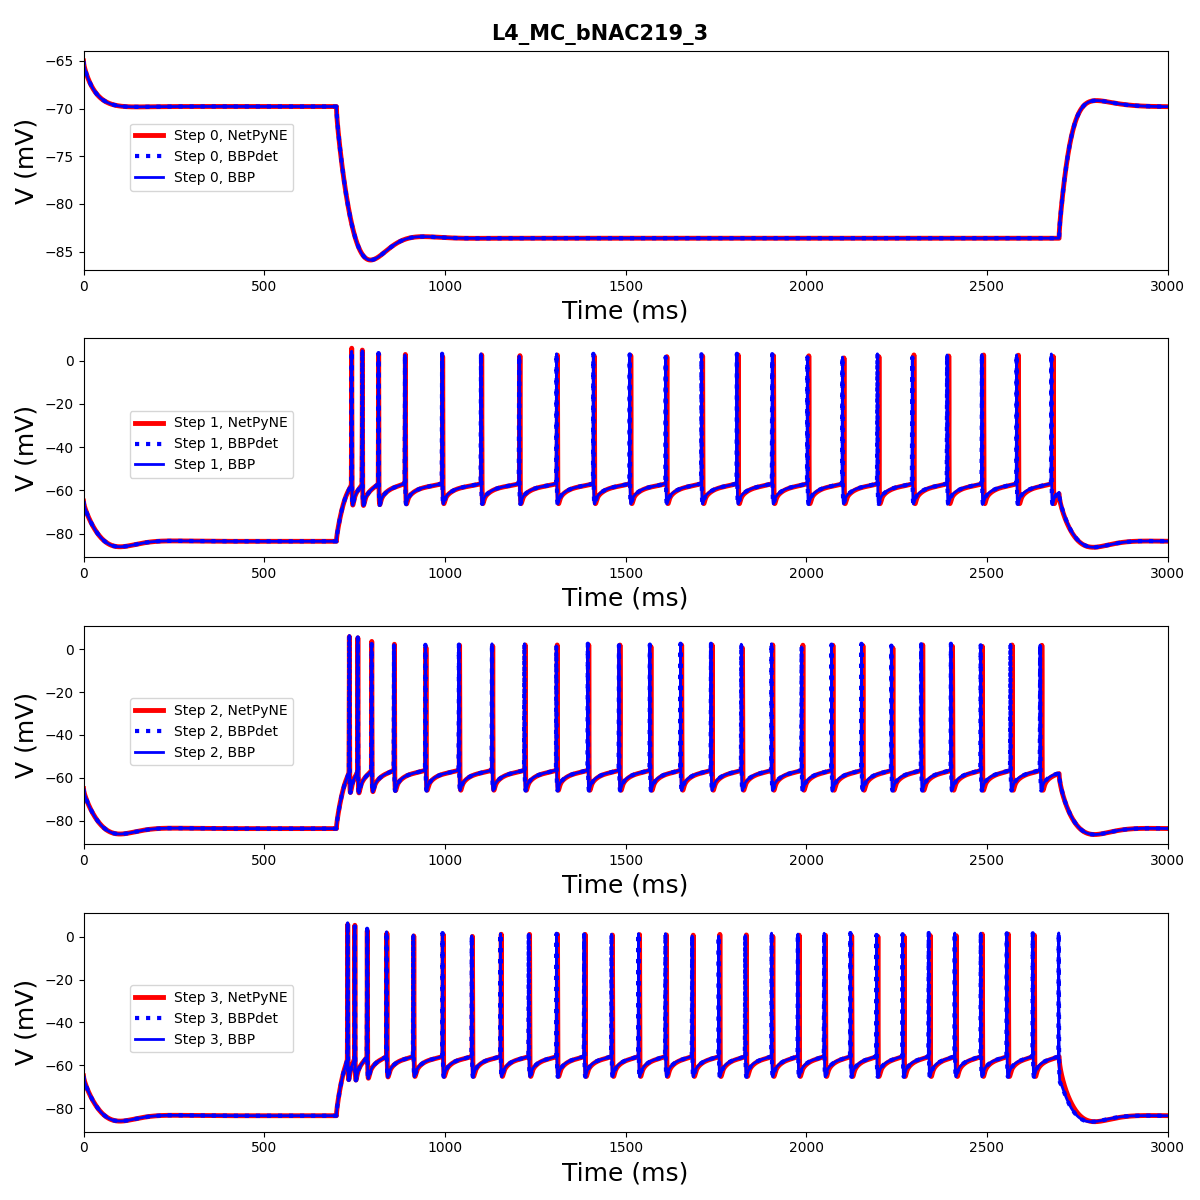 L4_MC_bNAC219_3
−65
−70
−75
−80
−85
V (mV)
Step 0, NetPyNE
Step 0, BBPdet
Step 0, BBP
0 500 1000 1500 2000 2500 3000
Time (ms)
0
−20
−40
−60
−80
V (mV)
Step 1, NetPyNE
Step 1, BBPdet
Step 1, BBP
0 500 1000 1500 2000 2500 3000
Time (ms)
0
−20
−40
−60
−80
V (mV)
Step 2, NetPyNE
Step 2, BBPdet
Step 2, BBP
0 500 1000 1500 2000 2500 3000
Time (ms)
0
−20
−40
−60
−80
V (mV)
Step 3, NetPyNE
Step 3, BBPdet
Step 3, BBP
0 500 1000 1500 2000 2500 3000
Time (ms)